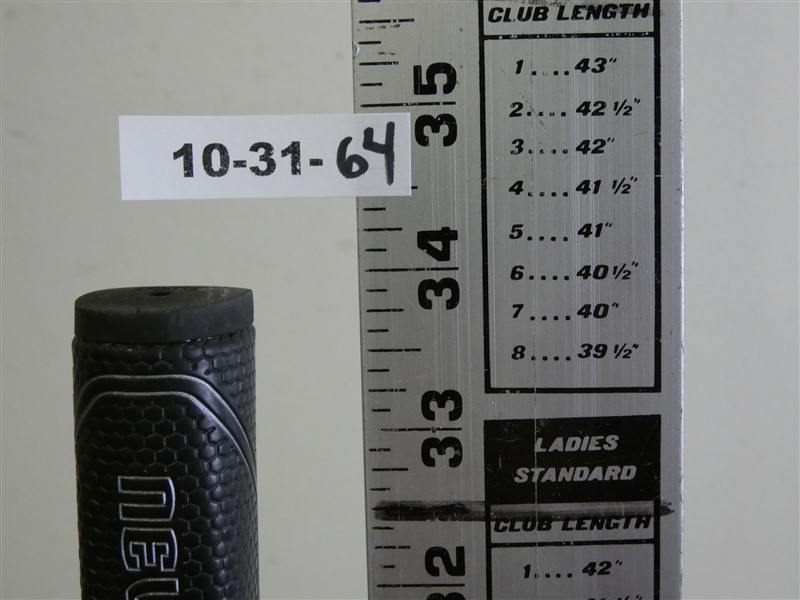 CLUB LENGTH
1....43"
2....42 1/2"
3....42"
4....41 1/2"
5....41"
6....40 1/2"
7....40"
8....39 1/2"
LADIES
STANDARD
CLUB LENGTH
1....42"
10-31-64
35
34
33
32
NEW